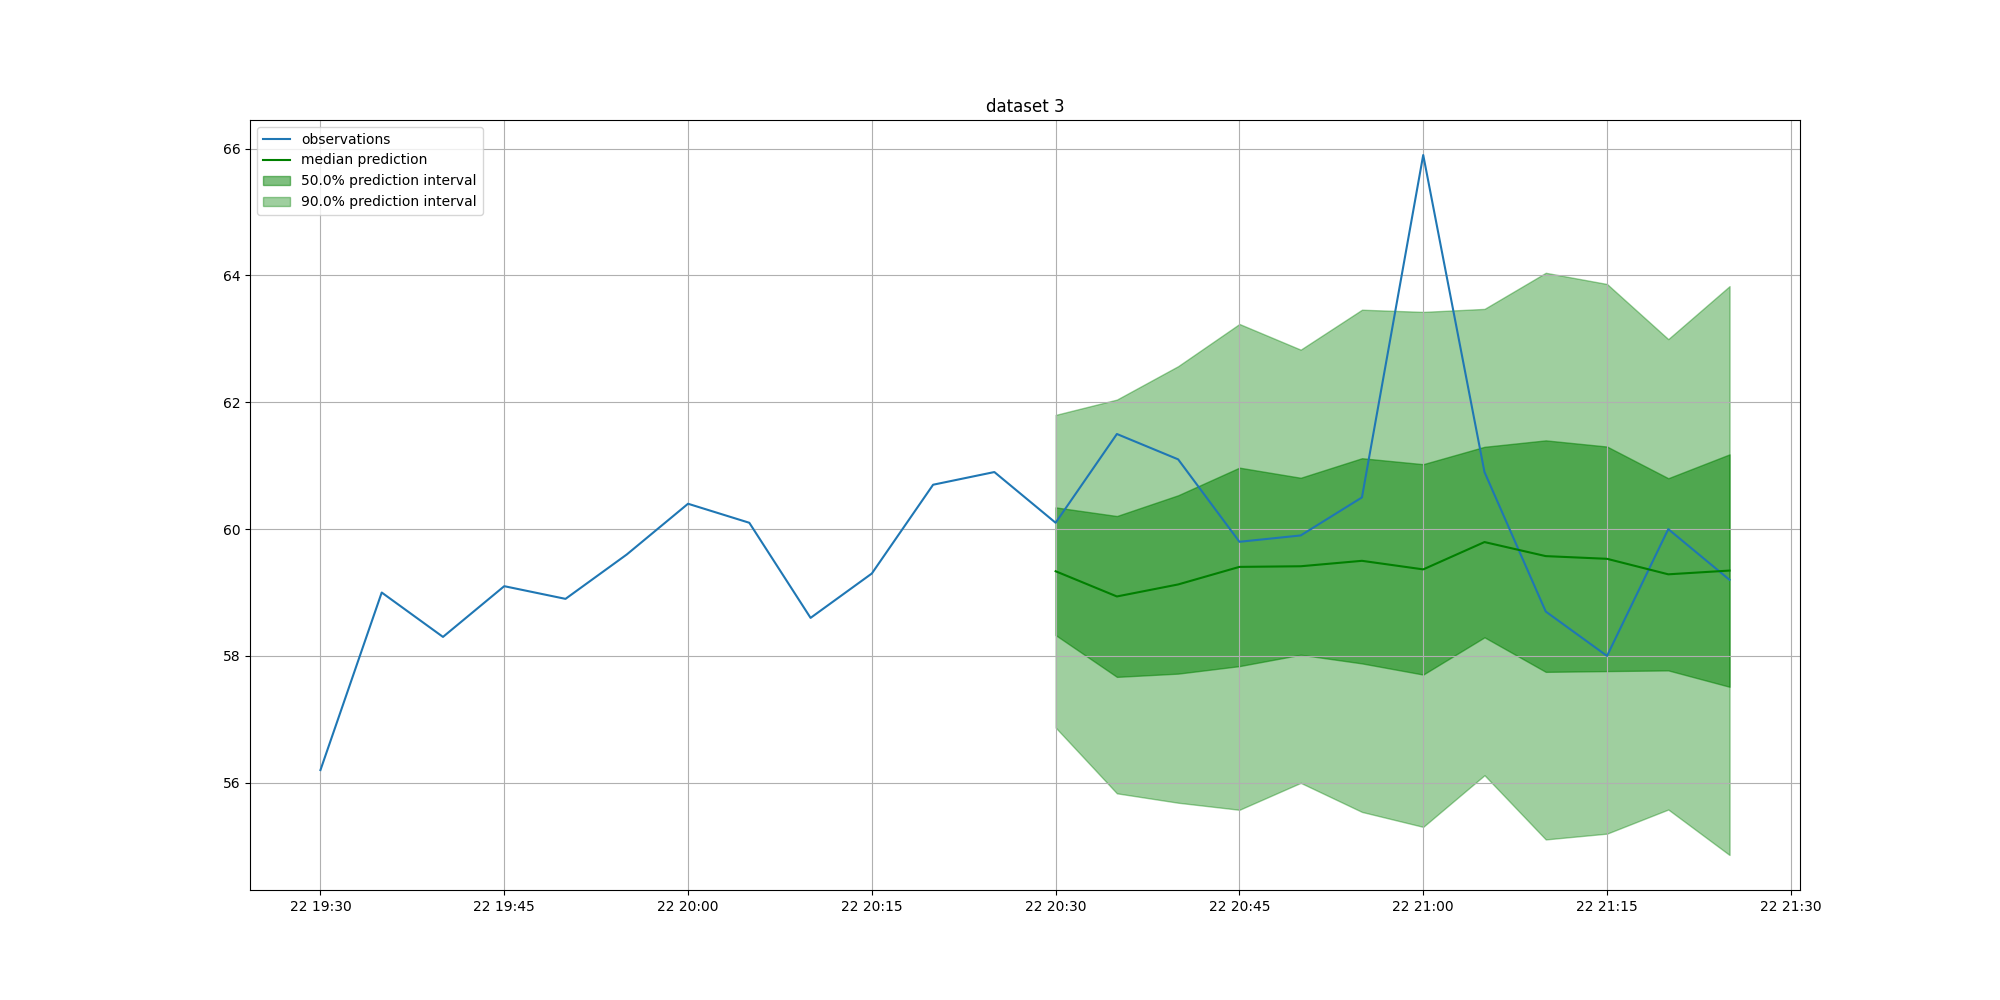 dataset 3
observations
median prediction
50.0% prediction interval
90.0% prediction interval
66
64
62
60
58
56
22 19:30 22 19:45 22 20:00 22 20:15 22 20:30 22 20:45 22 21:00 22 21:15 22 21:30